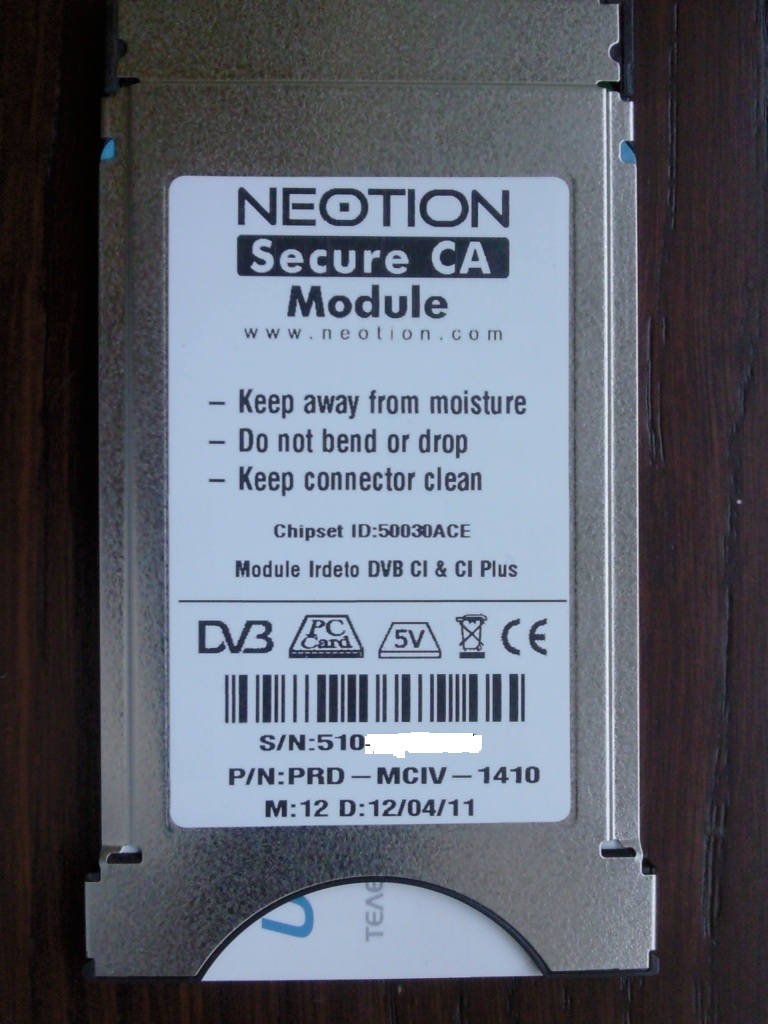 NEOTION
Secure CA
Module
www.neotion.com
– Keep away from moisture
– Do not bend or drop
– Keep connector clean
Chipset ID:50030ACE
Module Irdeto DVB CI & CI Plus
DVB PC Card 5V CE
S/N:510-
P/N:PRD – MCIV – 1410
M:12 D:12/04/11